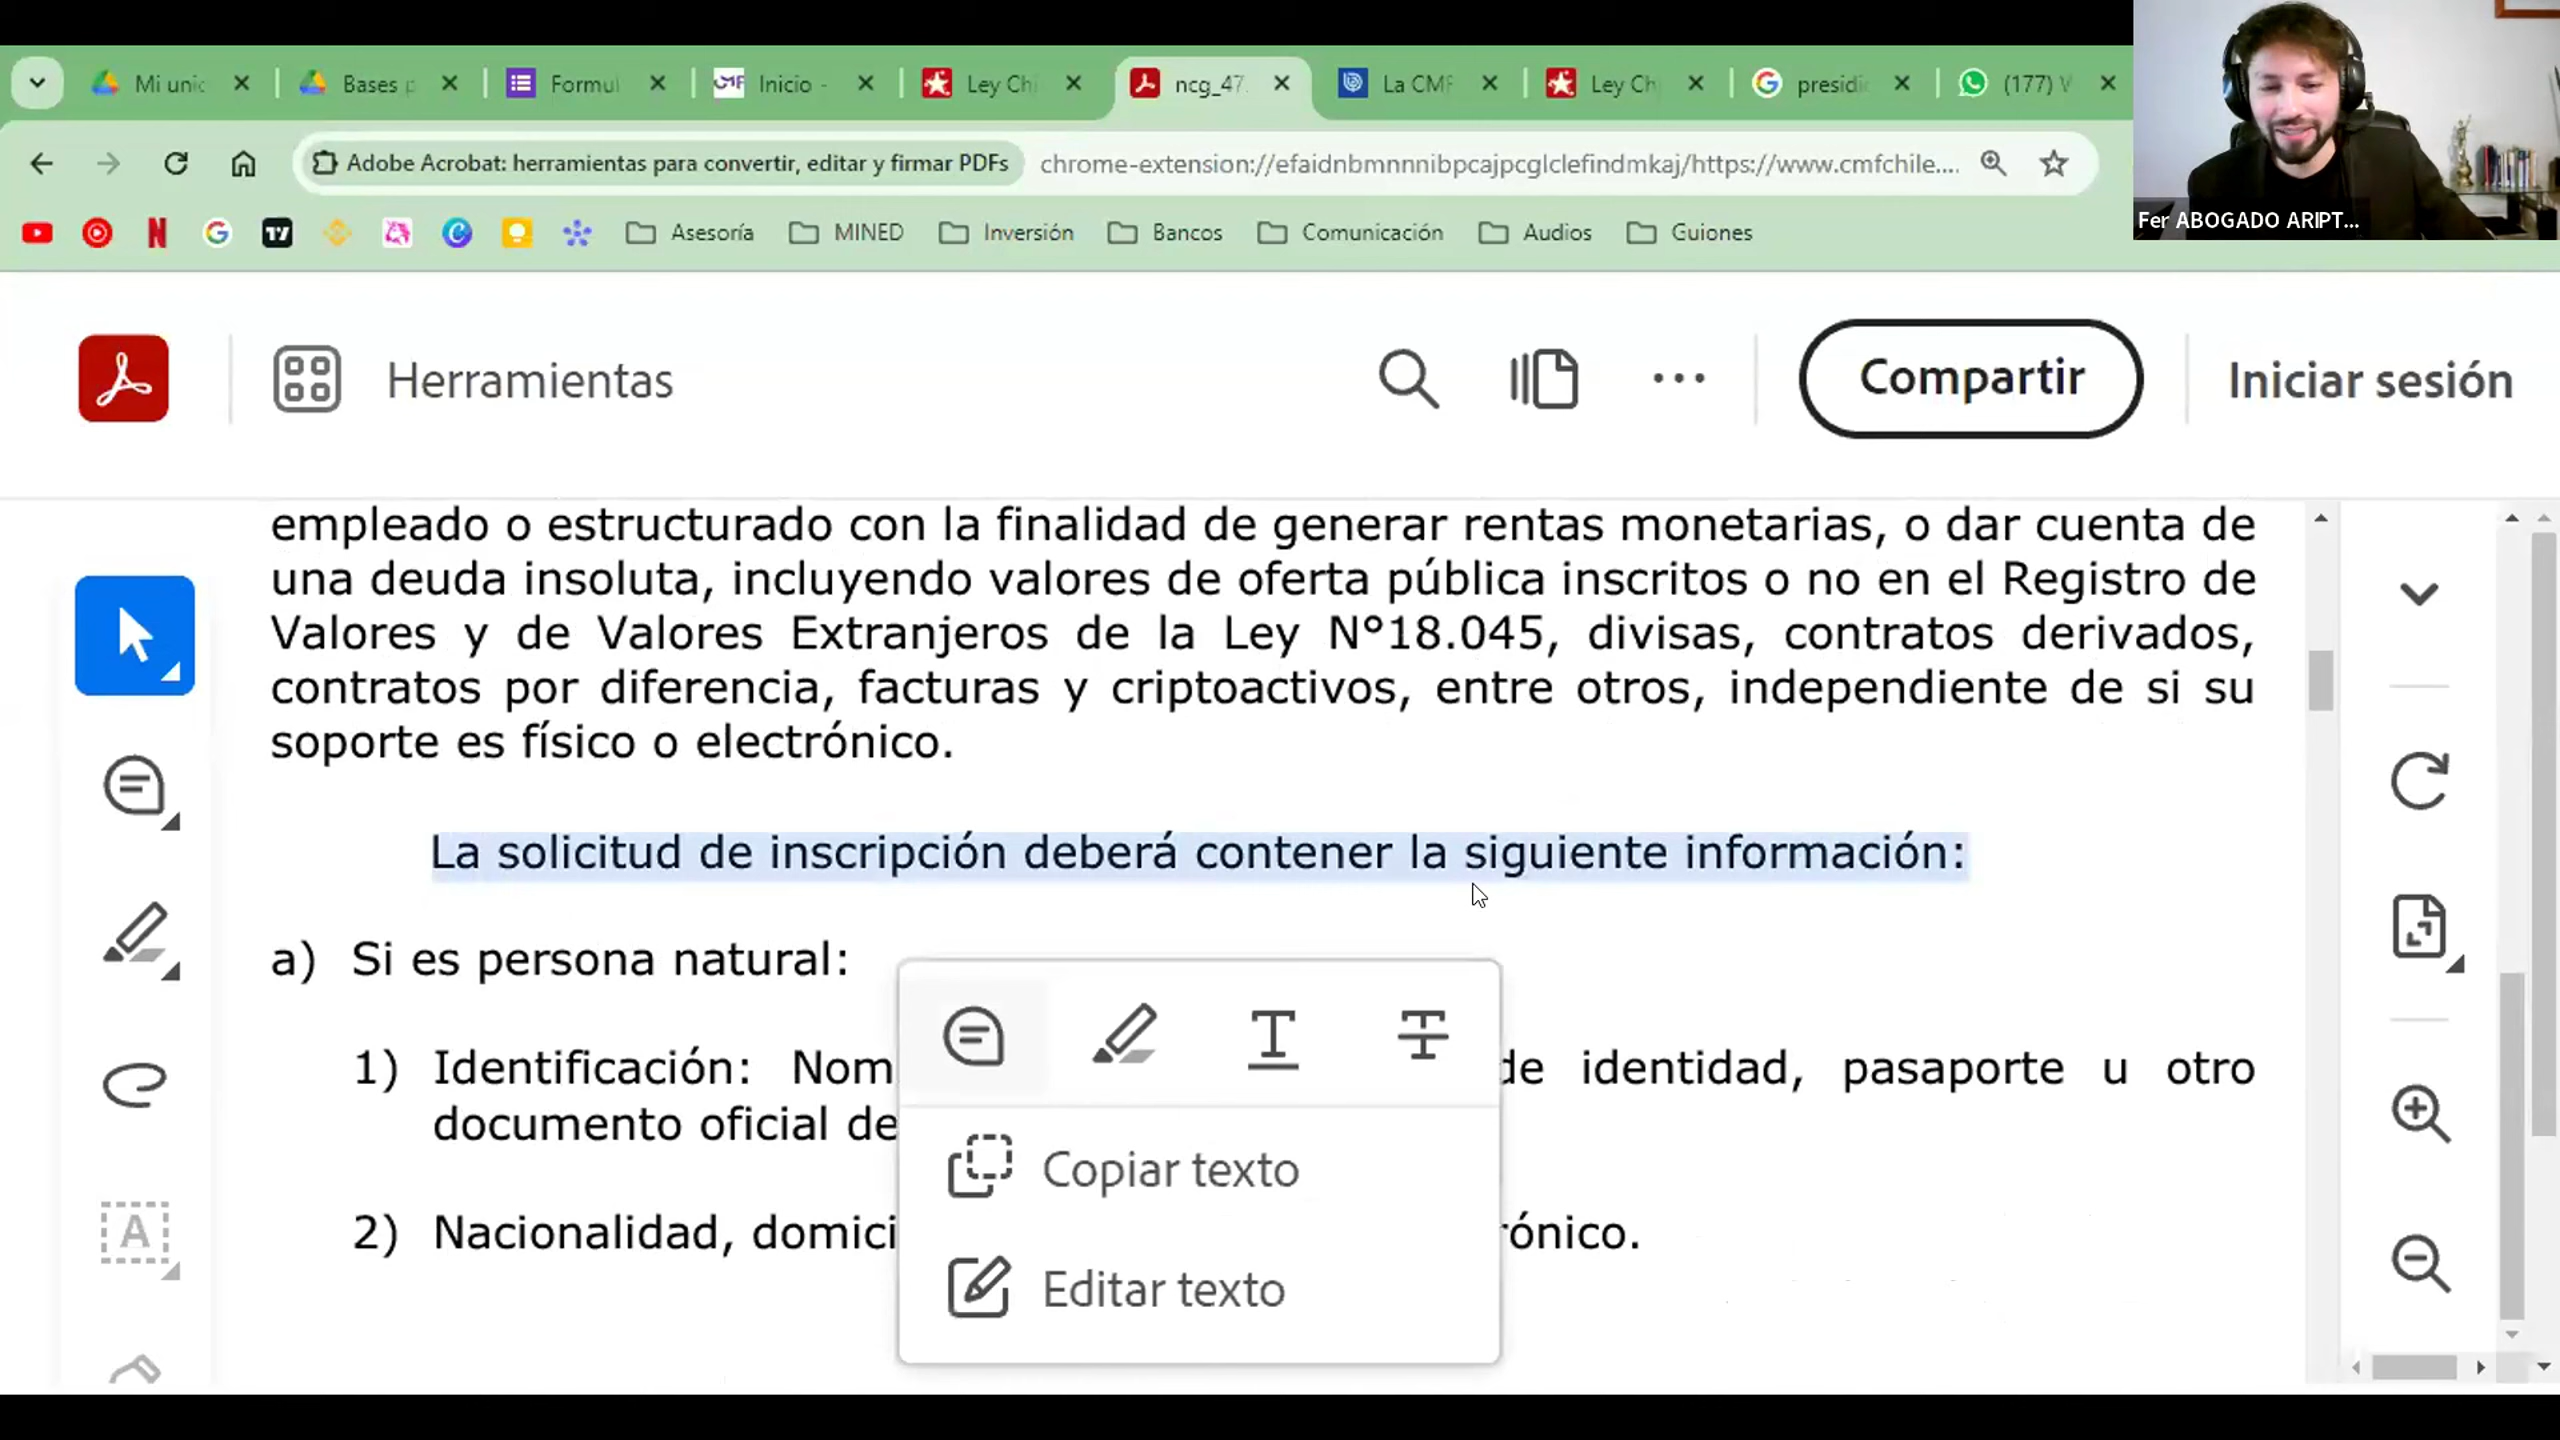 Mi unic
Bases p
Formul
CMF
Inicio -
Ley Chi
ncg_47
La CMF
Ley Ch
presidi
(177) V
Adobe Acrobat: herramientas para convertir, editar y firmar PDFs
chrome-extension://efaidnbmnnnibpcajpcglclefindmkaj/https://www.cmfchile....
Fer ABOGADO ARIPT...
Asesoría
MINED
Inversión
Bancos
Comunicación
Audios
Guiones
Herramientas
Compartir
Iniciar sesión
empleado o estructurado con la finalidad de generar rentas monetarias, o dar cuenta de
una deuda insoluta, incluyendo valores de oferta pública inscritos o no en el Registro de
Valores y de Valores Extranjeros de la Ley N°18.045, divisas, contratos derivados,
contratos por diferencia, facturas y criptoactivos, entre otros, independiente de si su
soporte es físico o electrónico.
La solicitud de inscripción deberá contener la siguiente información:
a) Si es persona natural:
1) Identificación: Nom de identidad, pasaporte u otro
documento oficial de
2) Nacionalidad, domici rónico.
Copiar texto
Editar texto